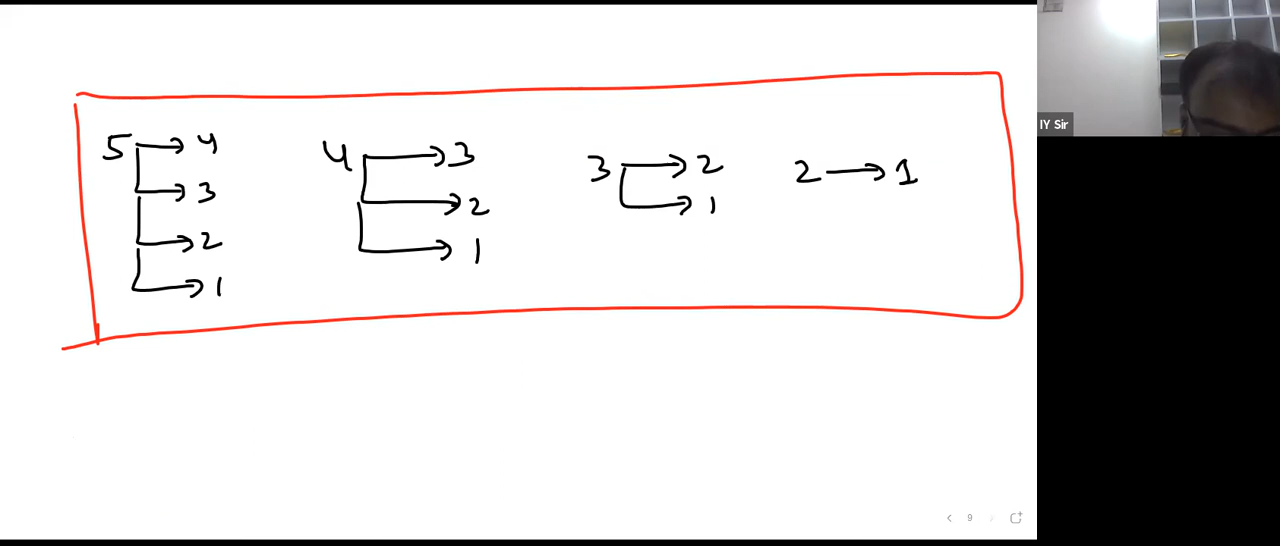 5 → 4
→ 3
→ 2
→ 1
4 → 3
→ 2
→ 1
3 → 2
→ 1
2 → 1
IY Sir
9